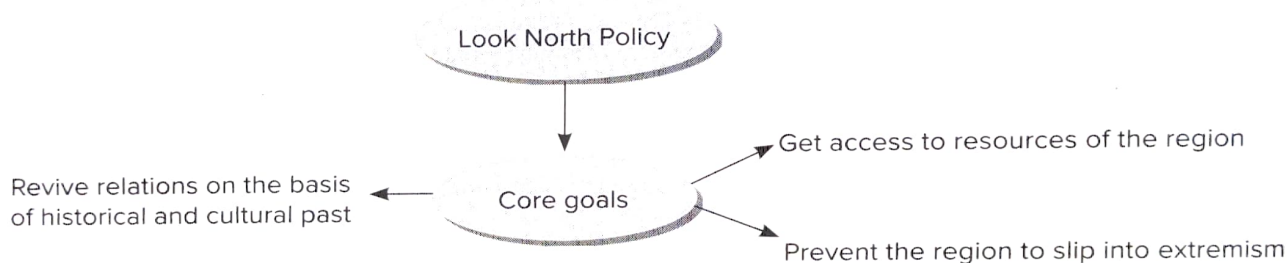 Look North Policy
Get access to resources of the region
Revive relations on the basis
of historical and cultural past
Core goals
Prevent the region to slip into extremism